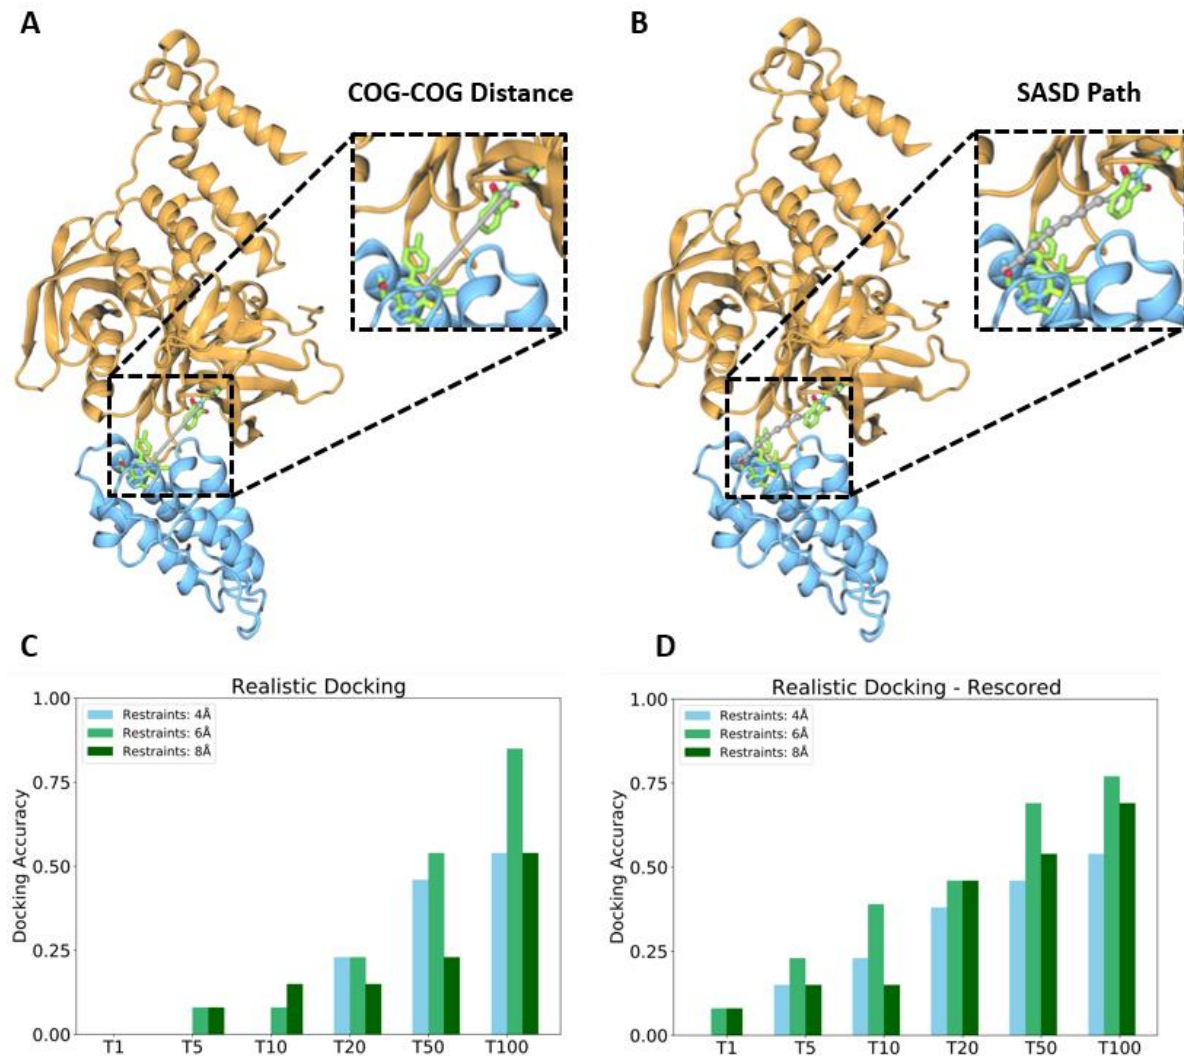 A
B
COG-COG Distance
SASD Path
C
D
Realistic Docking
Docking Accuracy
1.00
0.75
0.50
0.25
0.00
Restraints: 4Å
Restraints: 6Å
Restraints: 8Å
T1 T5 T10 T20 T50 T100
Realistic Docking - Rescored
Docking Accuracy
1.00
0.75
0.50
0.25
0.00
Restraints: 4Å
Restraints: 6Å
Restraints: 8Å
T1 T5 T10 T20 T50 T100